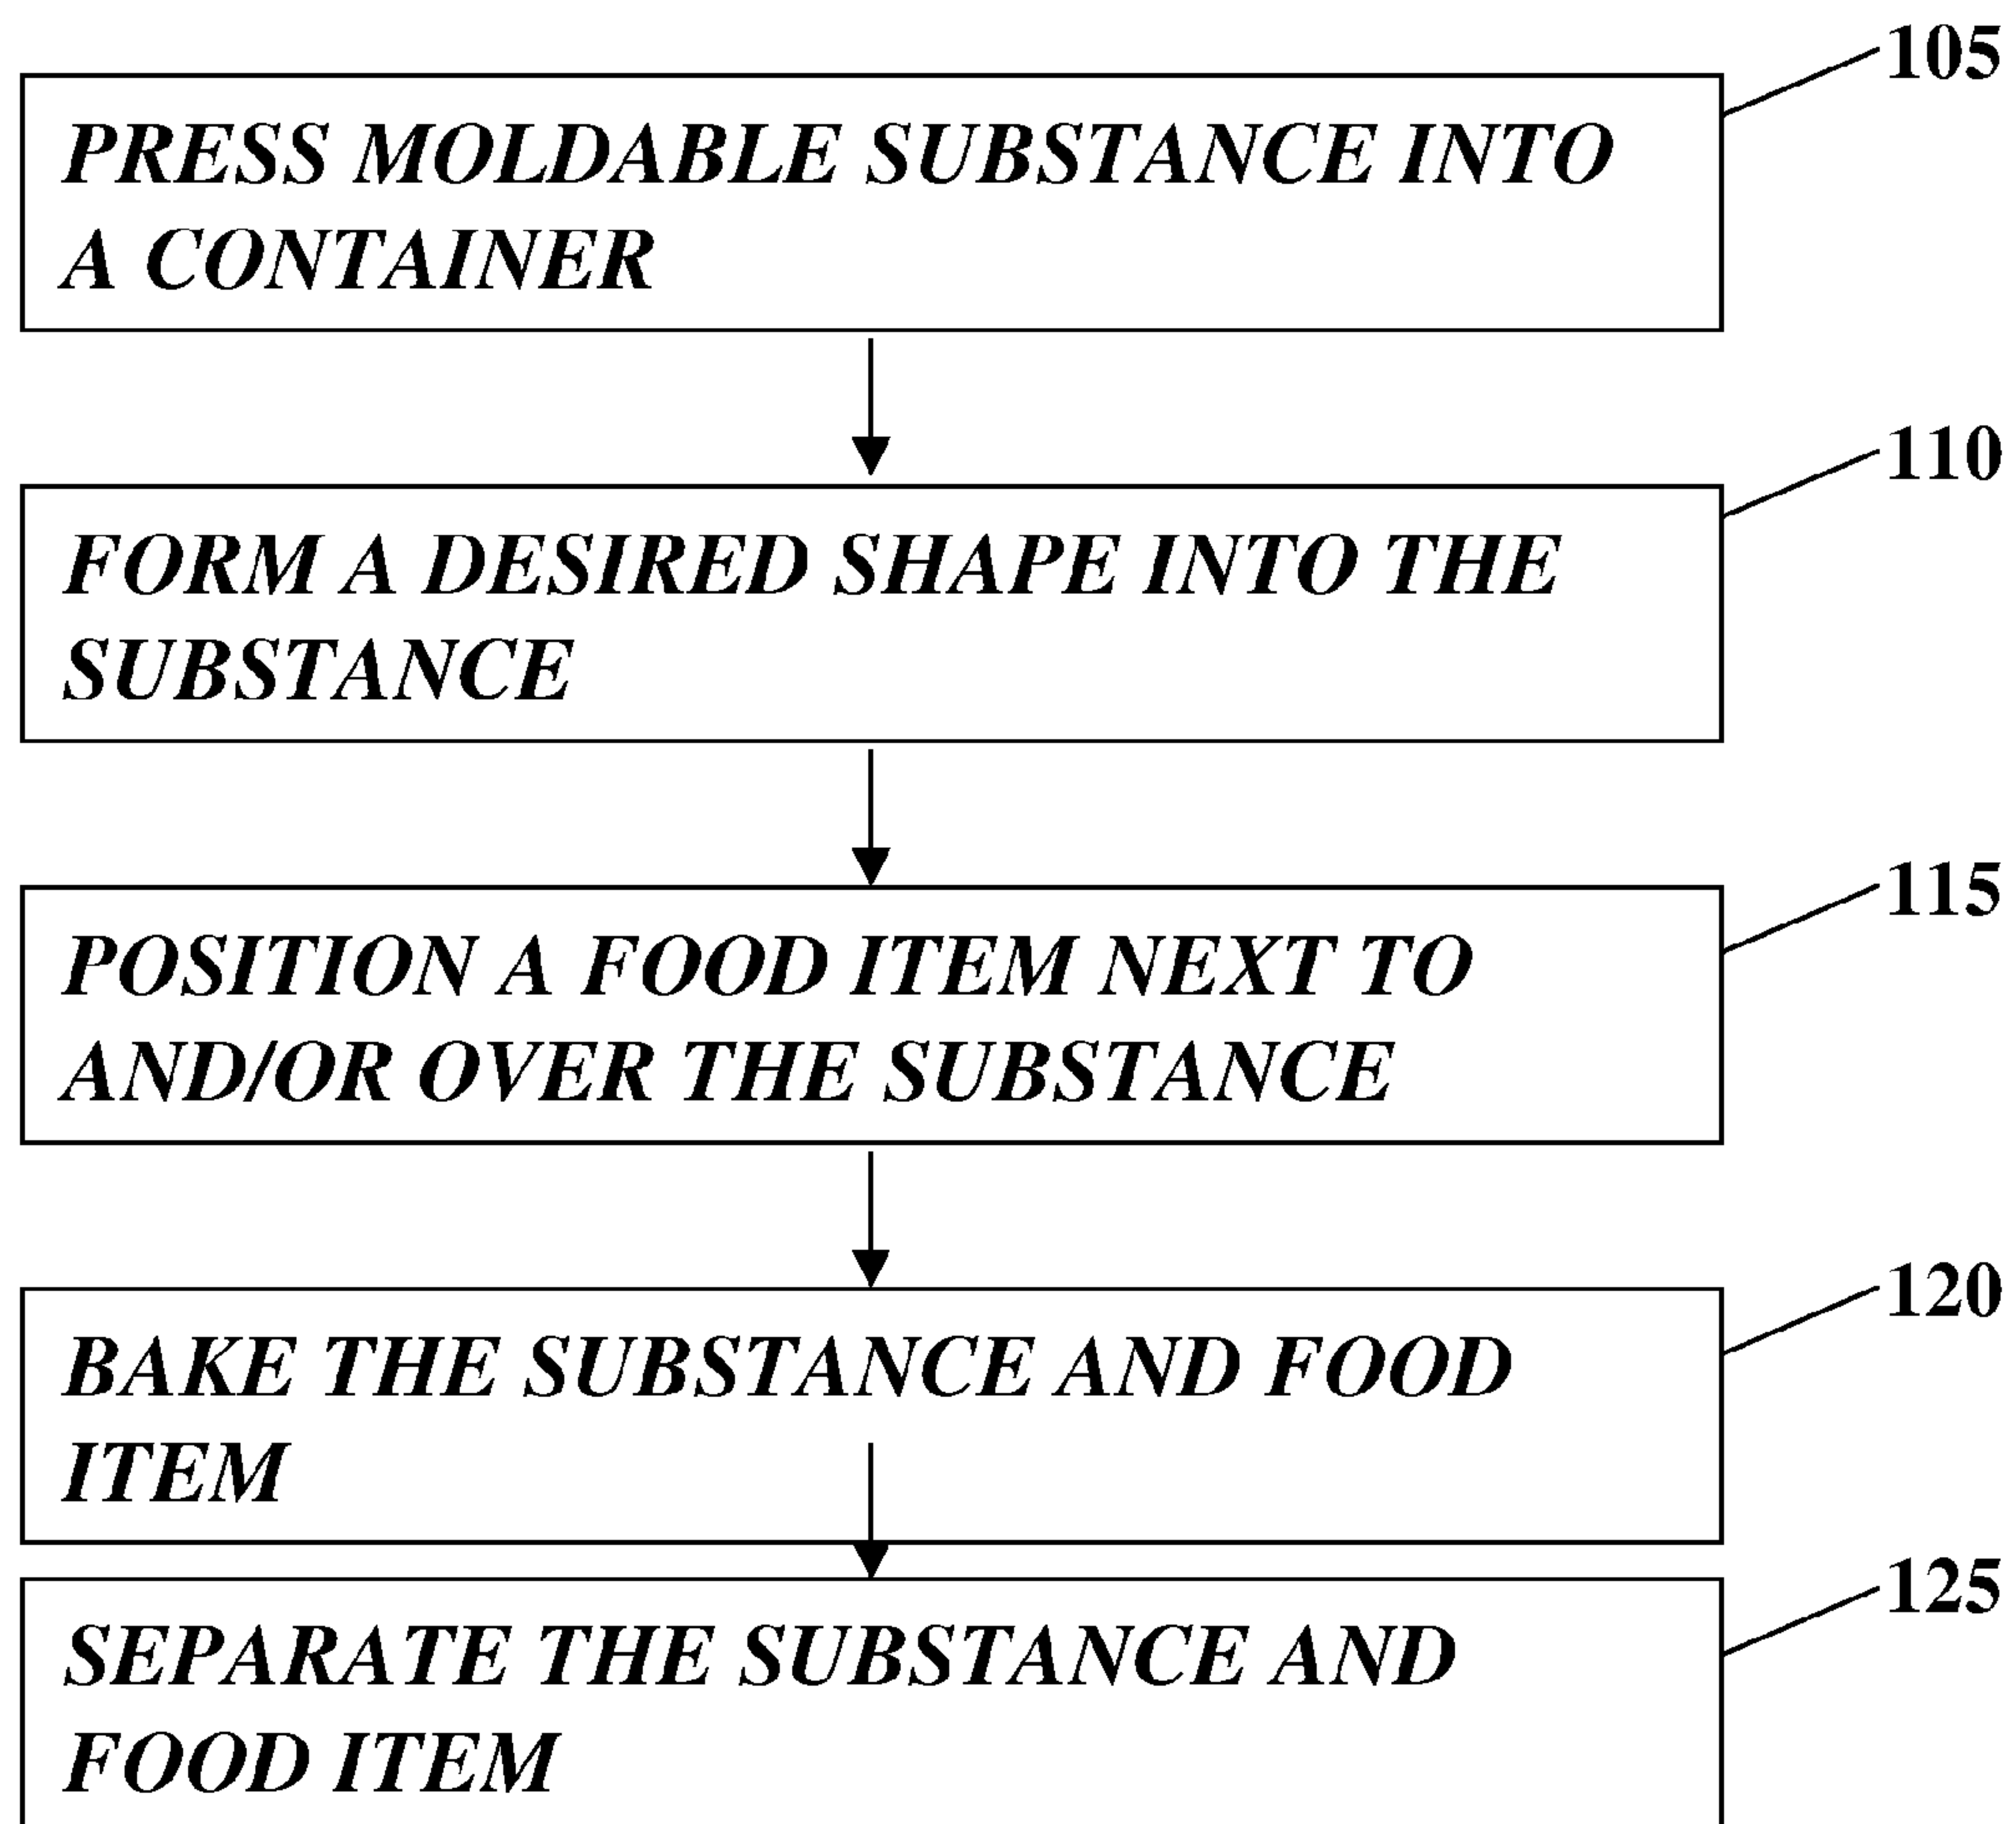 105
PRESS MOLDABLE SUBSTANCE INTO
A CONTAINER
110
FORM A DESIRED SHAPE INTO THE
SUBSTANCE
115
POSITION A FOOD ITEM NEXT TO
AND/OR OVER THE SUBSTANCE
120
BAKE THE SUBSTANCE AND FOOD
ITEM
125
SEPARATE THE SUBSTANCE AND
FOOD ITEM